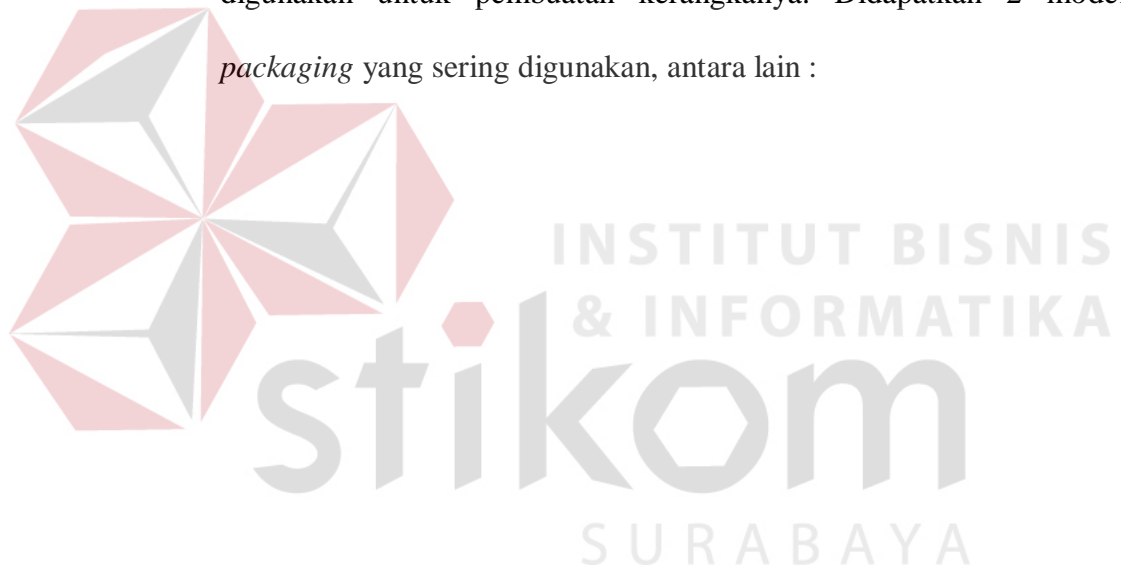 digunakan untuk pembuatan kerangkanya. Didapatkan 2 model
packaging yang sering digunakan, antara lain :
INSTITUT BISNIS
& INFORMATIKA
stikom
SURABAYA